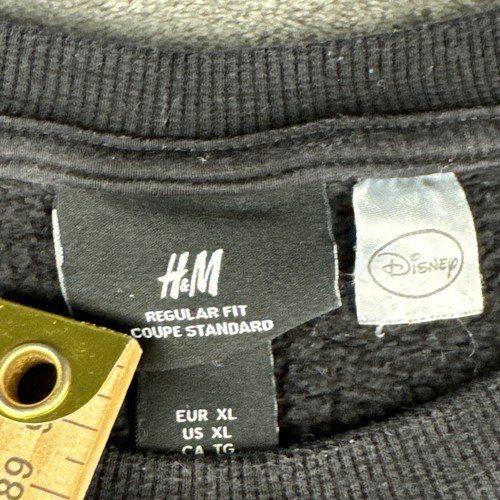 H&M
REGULAR FIT
COUPE STANDARD
EUR XL
US XL
CA TG
DISNEY
89